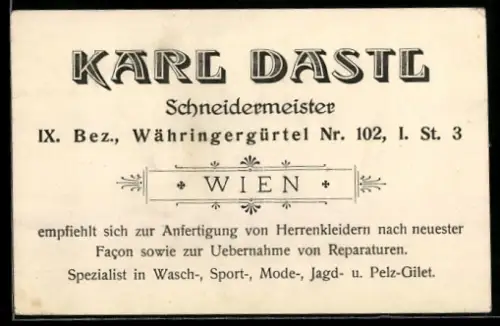 KARL DASTL
Schneidermeister
IX. Bez., Währingergürtel Nr. 102, I. St. 3
WIEN
empfiehlt sich zur Anfertigung von Herrenkleidern nach neuester
Façon sowie zur Uebernahme von Reparaturen.
Spezialist in Wasch-, Sport-, Mode-, Jagd- u. Pelz-Gilet.